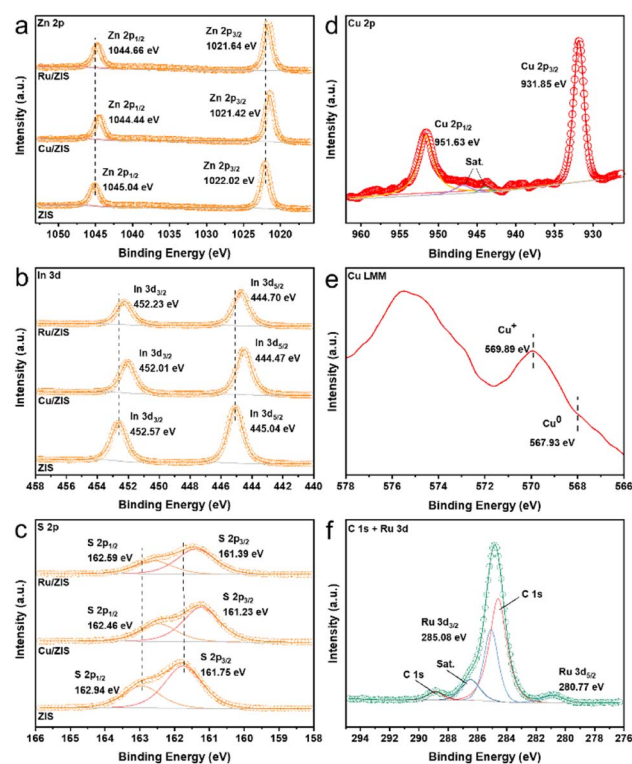 a
Zn 2p
Zn 2p1/2
1044.66 eV
Zn 2p3/2
1021.64 eV
Ru/ZIS
Zn 2p1/2
1044.44 eV
Zn 2p3/2
1021.42 eV
Cu/ZIS
Zn 2p1/2
1045.04 eV
Zn 2p3/2
1022.02 eV
ZIS
Intensity (a.u.)
1050 1045 1040 1035 1030 1025 1020
Binding Energy (eV)
d
Cu 2p
Cu 2p3/2
931.85 eV
Cu 2p1/2
951.63 eV
Sat.
Intensity (a.u.)
960 955 950 945 940 935 930
Binding Energy (eV)
b
In 3d
In 3d3/2
452.23 eV
In 3d5/2
444.70 eV
Ru/ZIS
In 3d3/2
452.01 eV
In 3d5/2
444.47 eV
Cu/ZIS
In 3d3/2
452.57 eV
In 3d5/2
445.04 eV
ZIS
Intensity (a.u.)
458 456 454 452 450 448 446 444 442 440
Binding Energy (eV)
e
Cu LMM
Cu+
569.89 eV
Cu0
567.93 eV
Intensity (a.u.)
578 576 574 572 570 568 566
Binding Energy (eV)
c
S 2p
S 2p1/2
162.59 eV
S 2p3/2
161.39 eV
Ru/ZIS
S 2p1/2
162.46 eV
S 2p3/2
161.23 eV
Cu/ZIS
S 2p1/2
162.94 eV
S 2p3/2
161.75 eV
ZIS
Intensity (a.u.)
166 165 164 163 162 161 160 159 158
Binding Energy (eV)
f
C 1s + Ru 3d
C 1s
Ru 3d3/2
285.08 eV
Sat.
C 1s
Ru 3d5/2
280.77 eV
Intensity (a.u.)
295 294 292 290 288 286 284 282 280 278 276
Binding Energy (eV)